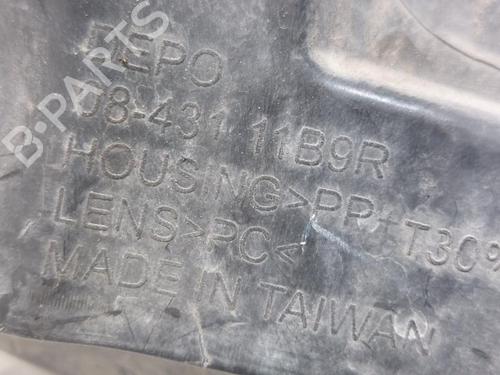 DEPO
08-431 11B9R
HOUSING>PP+T30%
LENS>PC<
MADE IN TAIWAN
B-PARTS